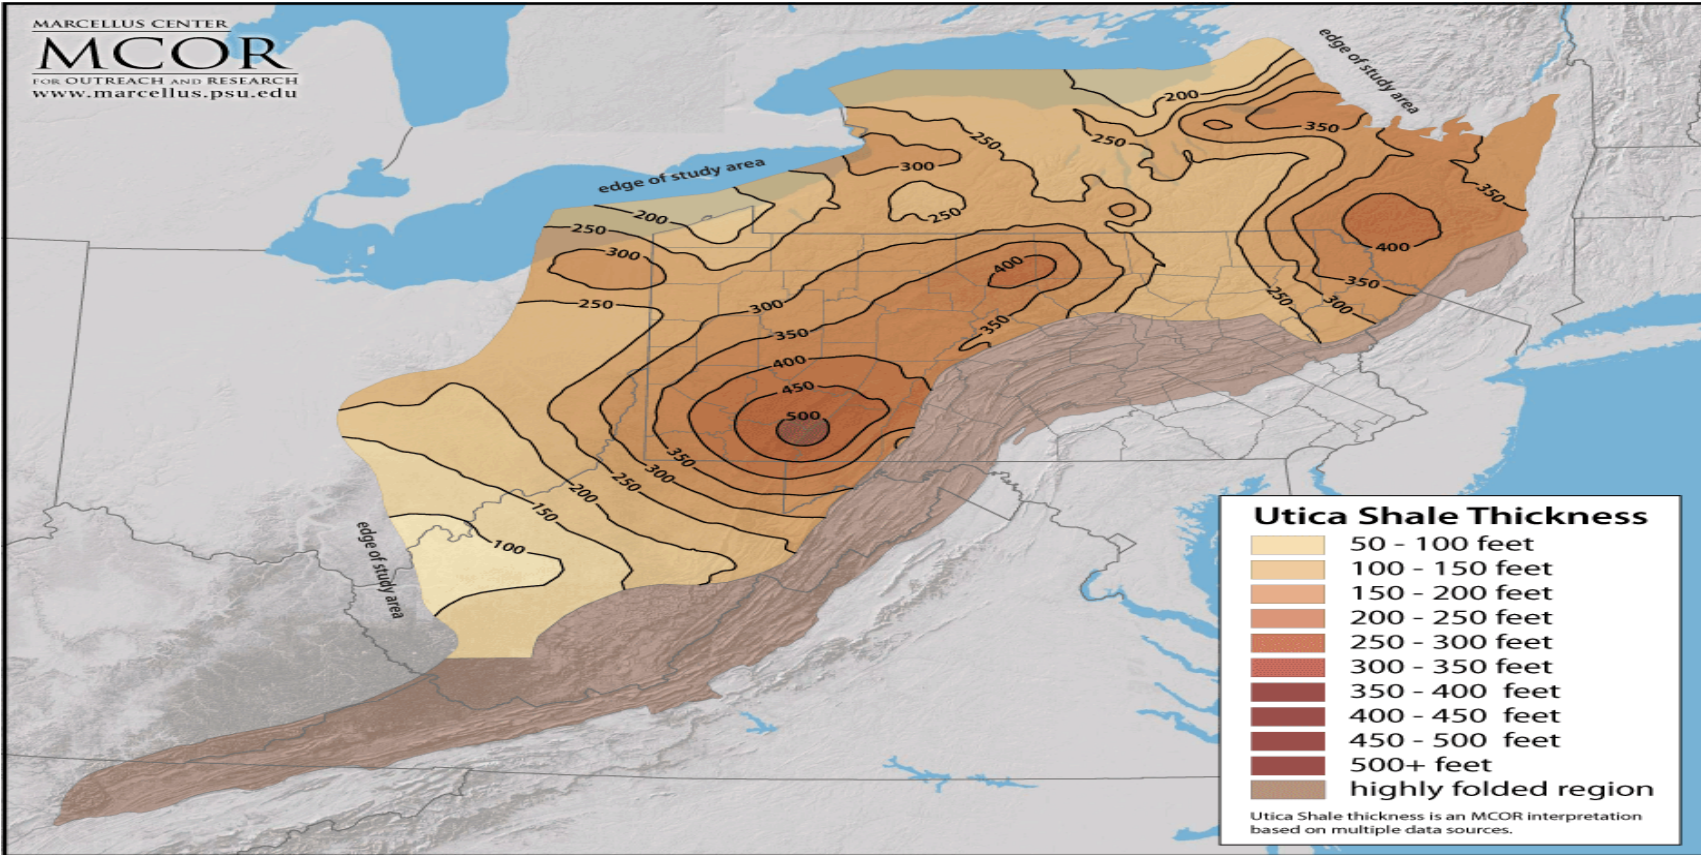 MARCELLUS CENTER
MCOR
FOR OUTREACH AND RESEARCH
www.marcellus.psu.edu
edge of study area
200
250
350
250
300
edge of study area
250
350
200
250
400
300
400
350
250
300
250
300
350
350
400
450
500
350
300
250
200
150
100
edge of study area
Utica Shale Thickness
50 - 100 feet
100 - 150 feet
150 - 200 feet
200 - 250 feet
250 - 300 feet
300 - 350 feet
350 - 400 feet
400 - 450 feet
450 - 500 feet
500+ feet
highly folded region
Utica Shale thickness is an MCOR interpretation
based on multiple data sources.